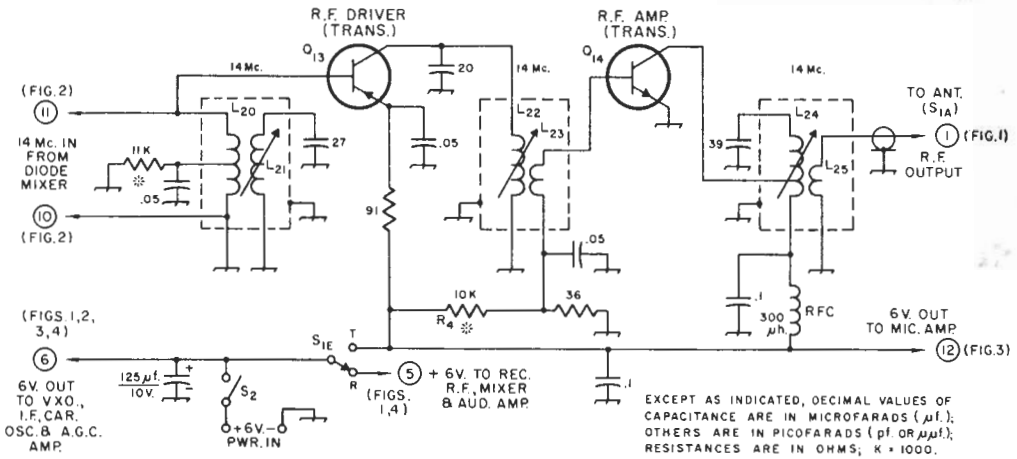 R.F. DRIVER
(TRANS.)
Q13
14 Mc.
20
14 Mc.
R.F. AMP.
(TRANS.)
Q14
14 Mc.
(FIG.2)
11
14 Mc. IN
FROM
DIODE
MIXER
11K
※
.05
10
(FIG.2)
L20
L21
27
.05
91
L22
L23
.05
39
L24
L25
TO ANT.
(S1A)
1 (FIG.1)
R.F.
OUTPUT
10K
R4 ※
36
.1
300
μh.
RFC
6V. OUT
TO MIC. AMP.
12 (FIG.3)
(FIGS. 1,2,
3,4)
6
6V. OUT
TO VXO.,
I.F., CAR.
OSC. & A.G.C.
AMP.
125μf.
10V.
+
-
S2
+6V.-
PWR. IN
S1E
T
R
5 + 6V. TO REC.
R.F., MIXER
& AUD. AMP.
(FIGS.
1,4)
.1
EXCEPT AS INDICATED, DECIMAL VALUES OF
CAPACITANCE ARE IN MICROFARADS (μf.);
OTHERS ARE IN PICOFARADS (pf. OR μμf.);
RESISTANCES ARE IN OHMS; K = 1000.